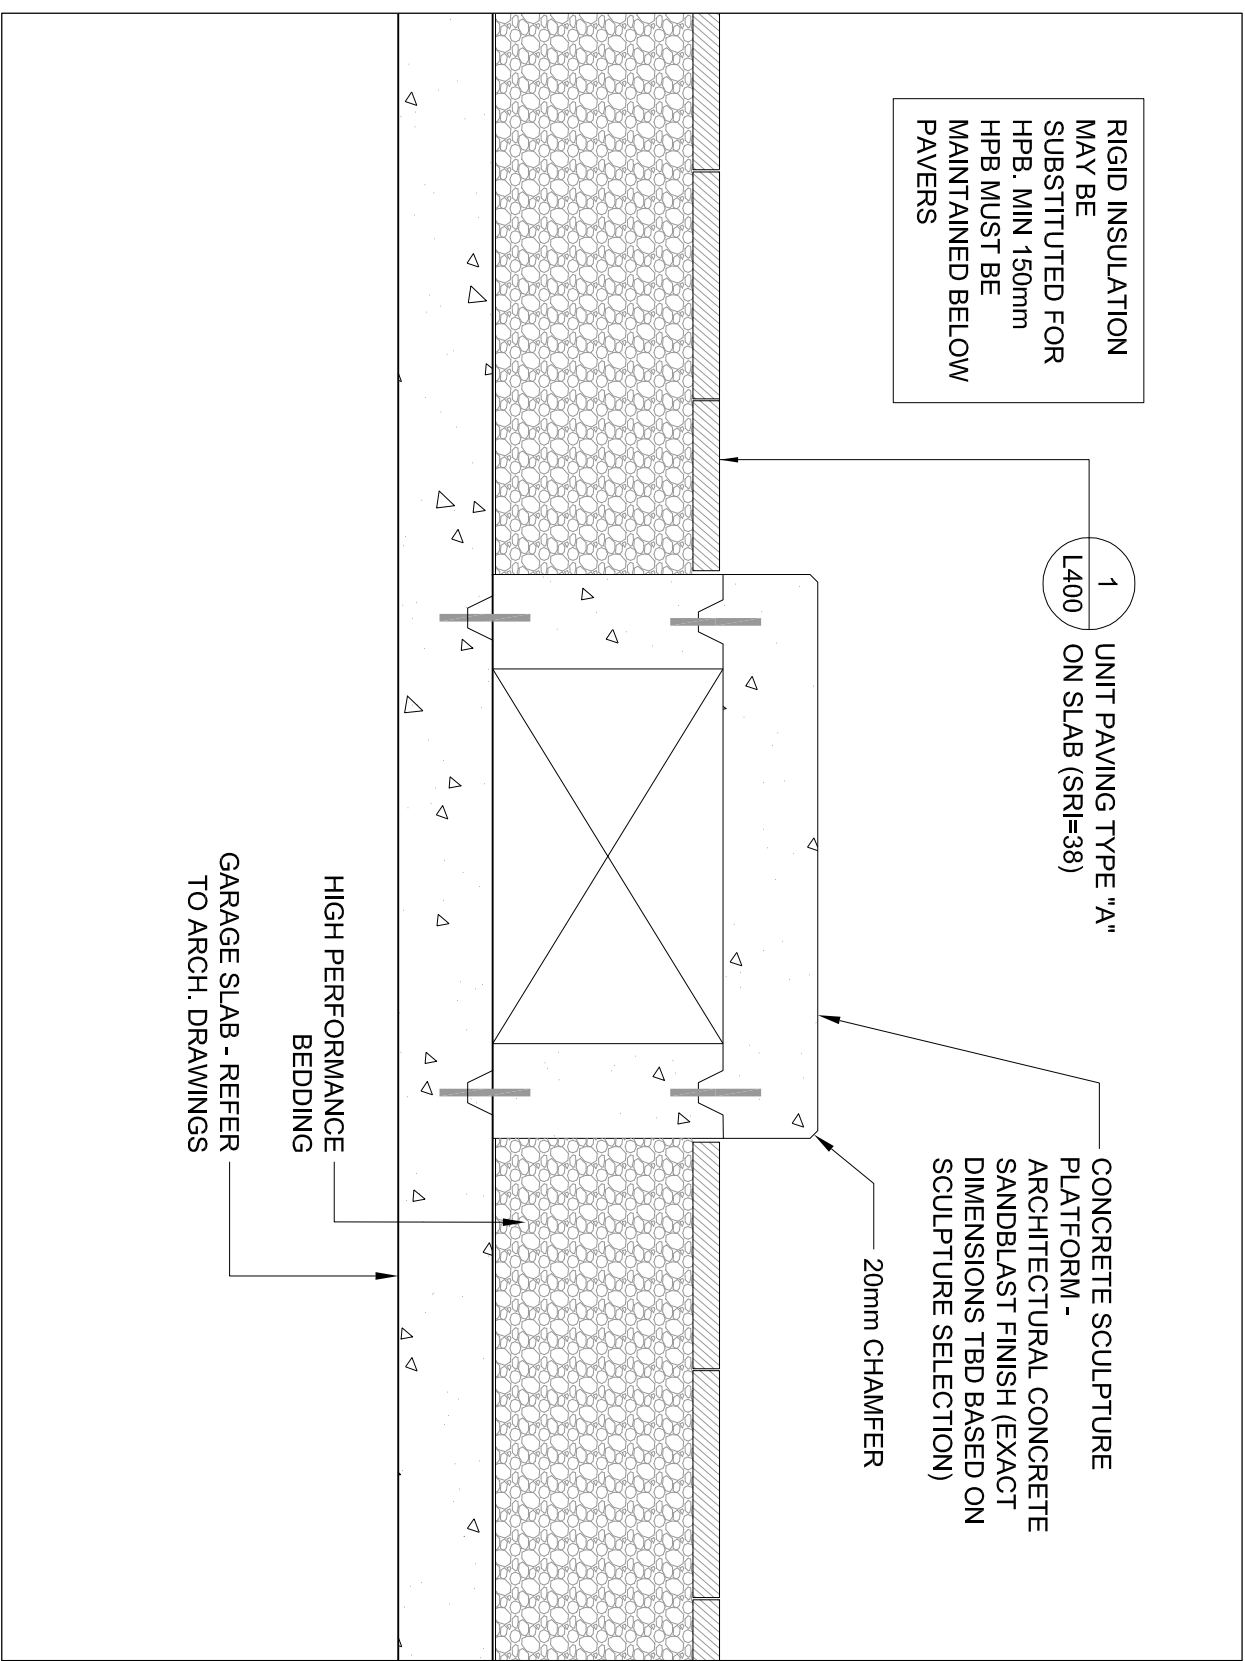 RIGID INSULATION
MAY BE
SUBSTITUTED FOR
HPB. MIN 150mm
HPB MUST BE
MAINTAINED BELOW
PAVERS
1
L400
UNIT PAVING TYPE "A"
ON SLAB (SRI=38)
CONCRETE SCULPTURE
PLATFORM -
ARCHITECTURAL CONCRETE
SANDBLAST FINISH (EXACT
DIMENSIONS TBD BASED ON
SCULPTURE SELECTION)
20mm CHAMFER
HIGH PERFORMANCE
BEDDING
GARAGE SLAB - REFER
TO ARCH. DRAWINGS